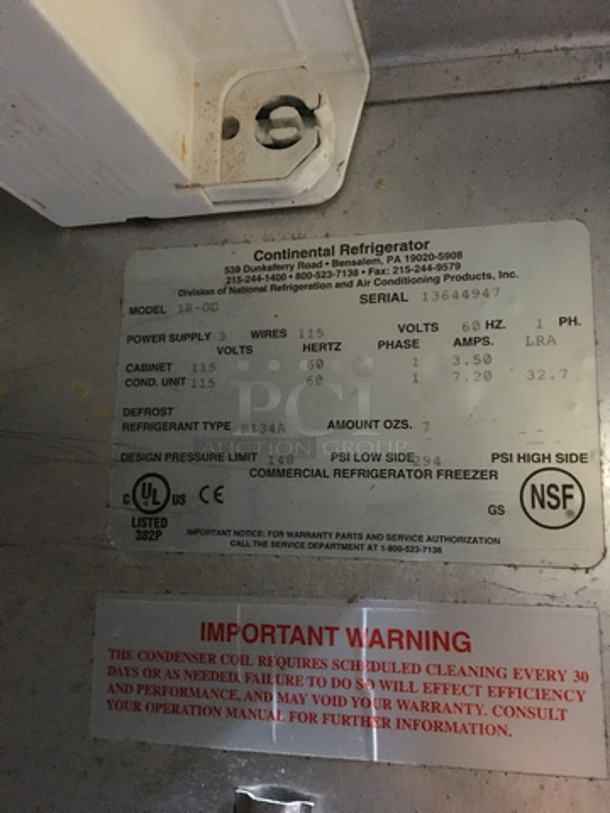 Continental Refrigerator
539 Dunksferry Road • Bensalem, PA 19020-5908
215-244-1400 • 800-523-7138 • Fax: 215-244-9579
Division of National Refrigeration and Air Conditioning Products, Inc.
MODEL 1R-GD SERIAL 13644947
POWER SUPPLY 3 WIRES 115 VOLTS 60 HZ. 1 PH.
VOLTS HERTZ PHASE AMPS. LRA
CABINET 115 60 1 3.50
COND. UNIT 115 60 1 7.20 32.7
DEFROST
REFRIGERANT TYPE R134A AMOUNT OZS. 7
PCI
AUCTION GROUP
DESIGN PRESSURE LIMIT 140 PSI LOW SIDE 294 PSI HIGH SIDE
COMMERCIAL REFRIGERATOR FREEZER
C UL US CE
LISTED
382P
GS
NSF
IMPORTANT NOTICE: FOR WARRANTY PARTS AND SERVICE AUTHORIZATION
CALL THE SERVICE DEPARTMENT AT 1-800-523-7138
IMPORTANT WARNING
THE CONDENSER COIL REQUIRES SCHEDULED CLEANING EVERY 30
DAYS OR AS NEEDED. FAILURE TO DO SO WILL EFFECT EFFICIENCY
AND PERFORMANCE, AND MAY VOID YOUR WARRANTY. CONSULT
YOUR OPERATION MANUAL FOR FURTHER INFORMATION.